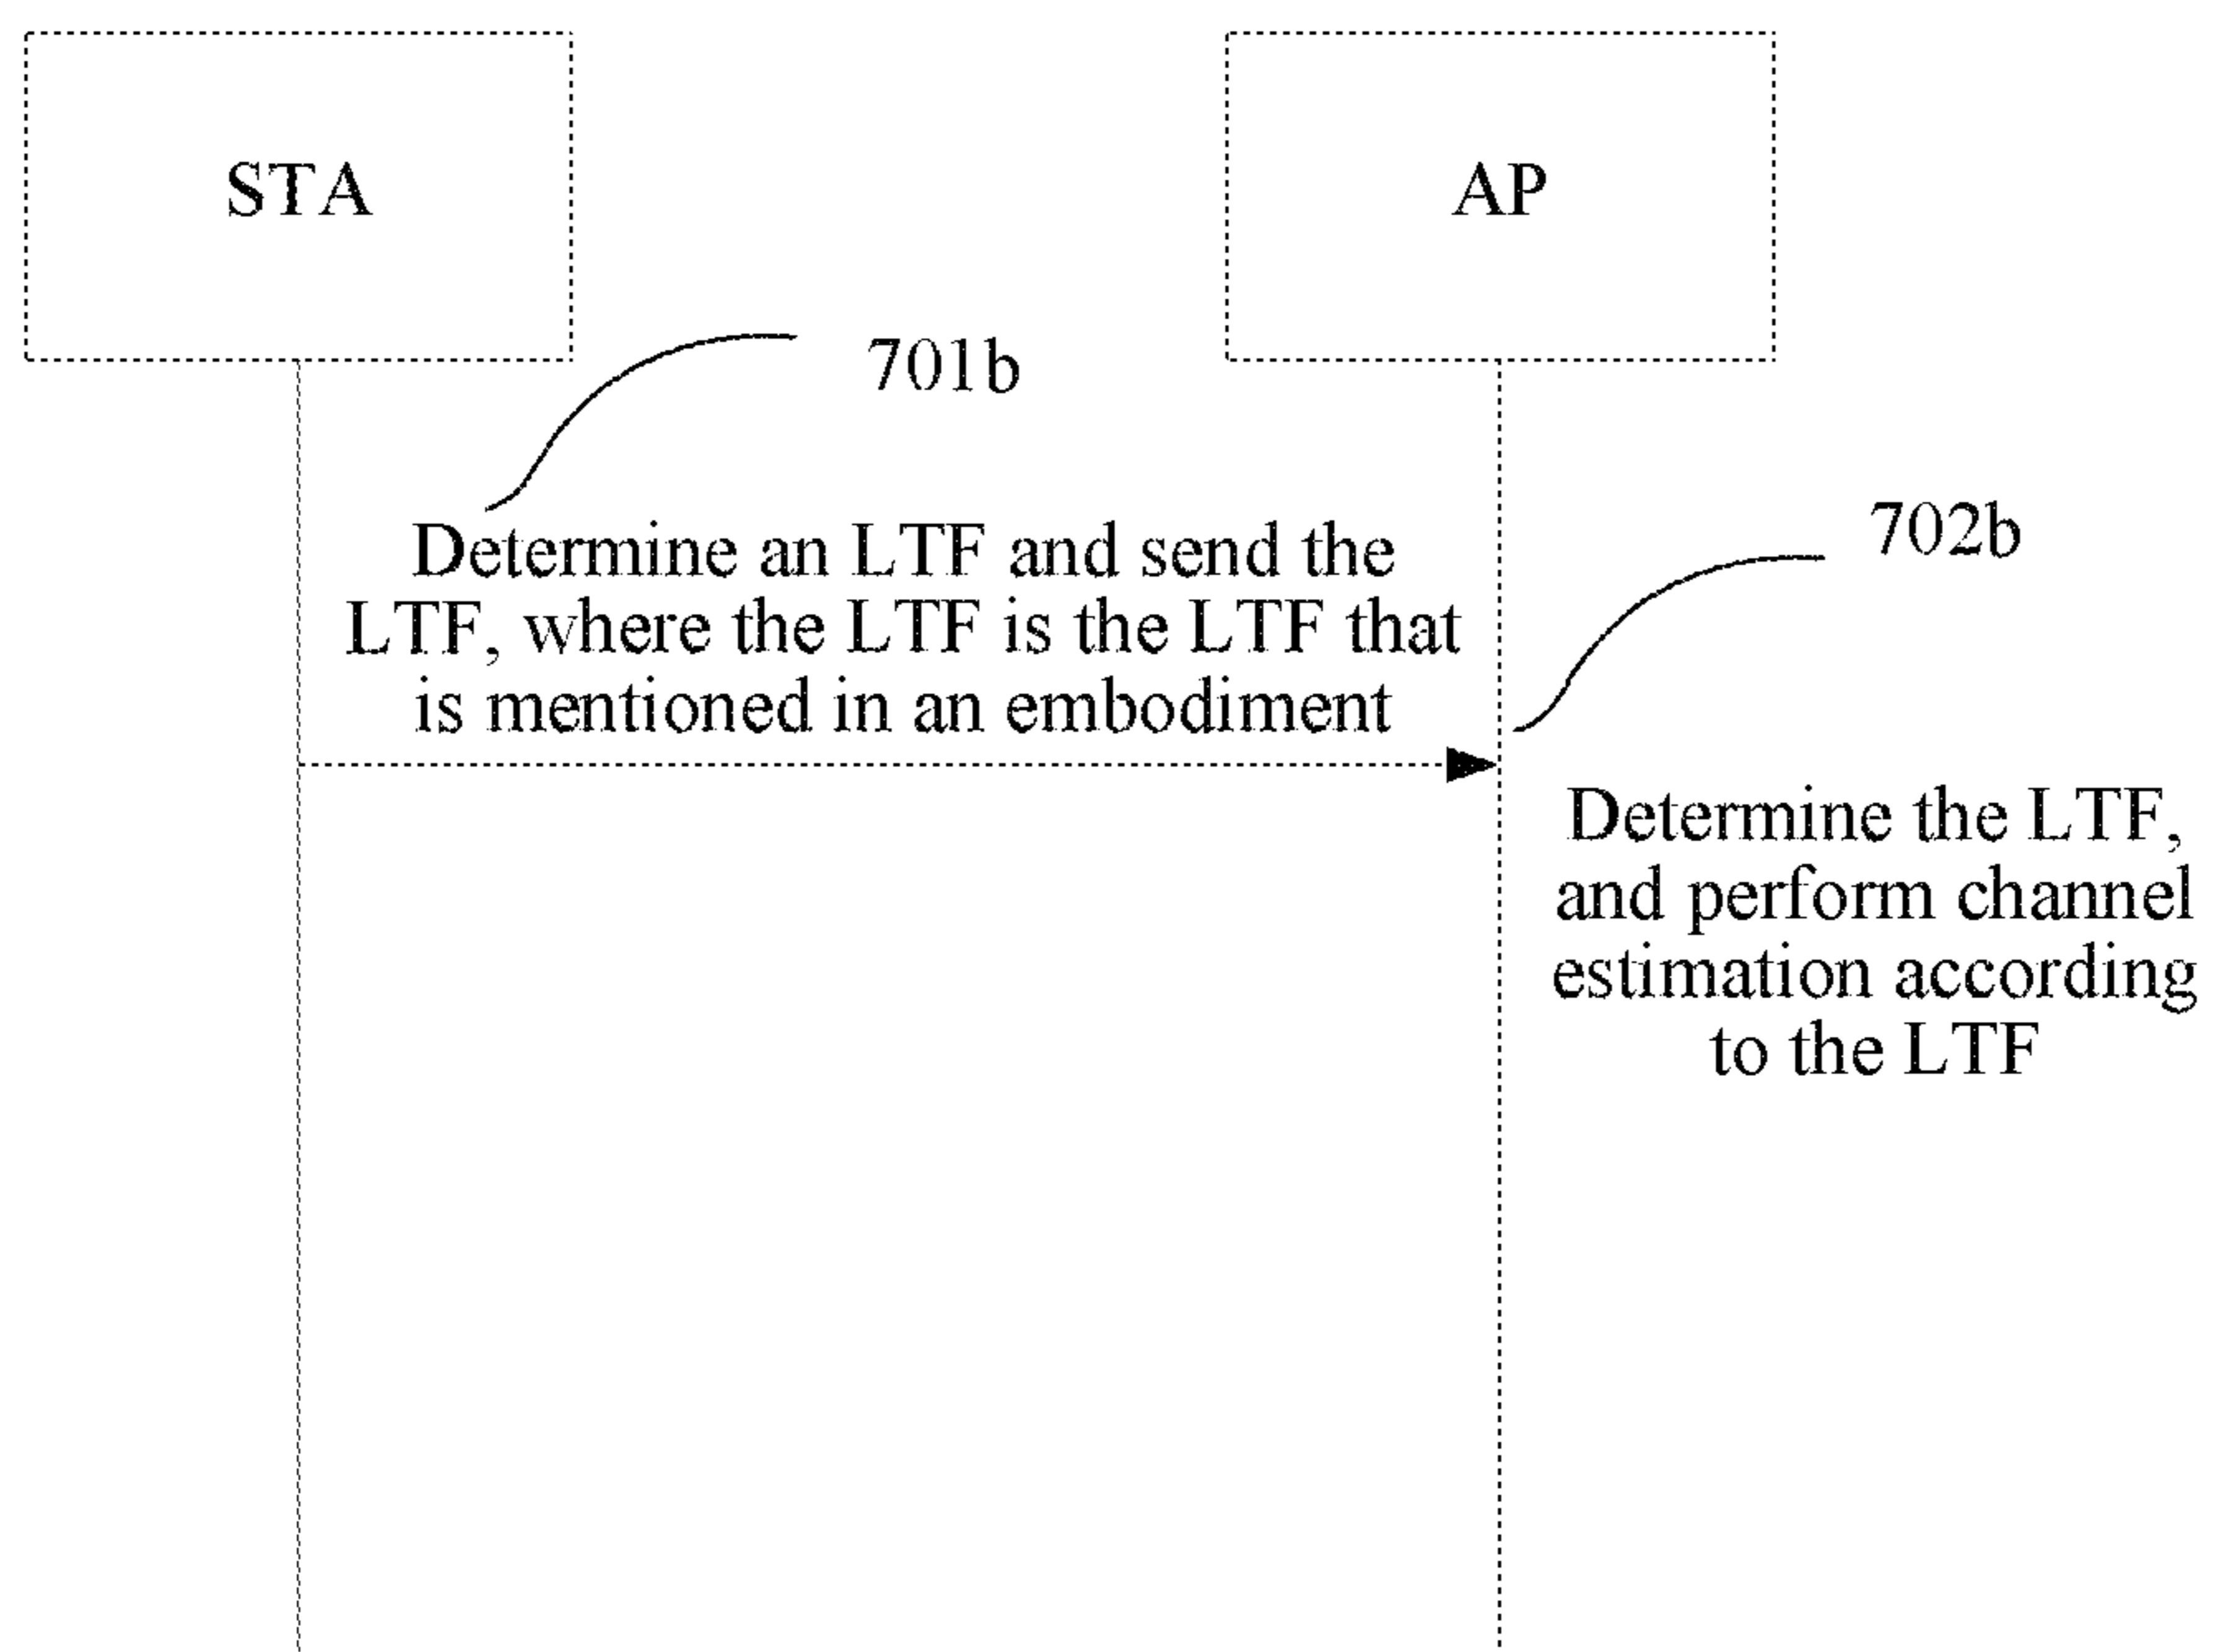 STA
AP
701b
Determine an LTF and send the
LTF, where the LTF is the LTF that
is mentioned in an embodiment
702b
Determine the LTF,
and perform channel
estimation according
to the LTF